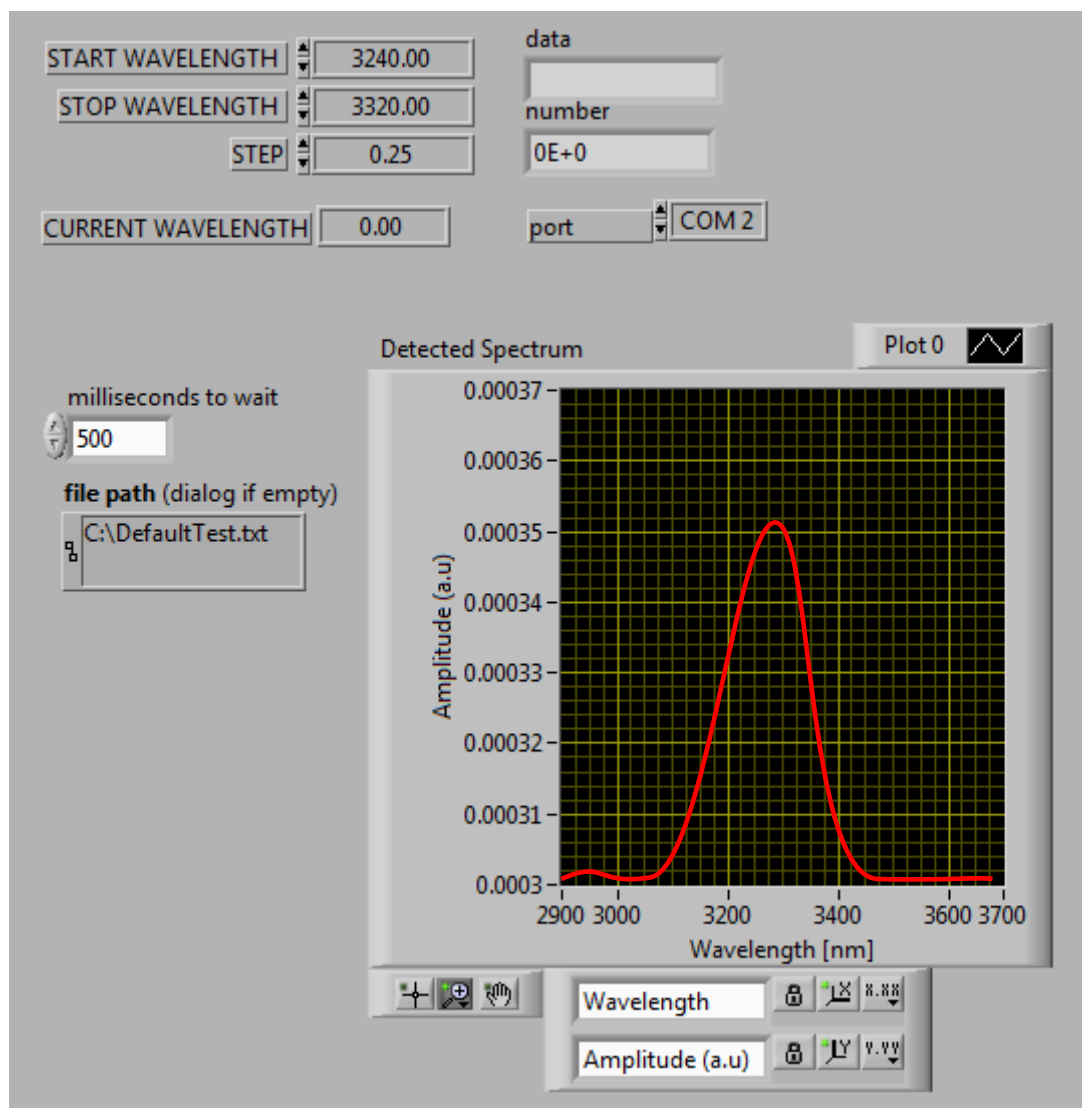 START WAVELENGTH 3240.00
STOP WAVELENGTH 3320.00
STEP 0.25
CURRENT WAVELENGTH 0.00
data
number
0E+0
port COM 2
milliseconds to wait
500
file path (dialog if empty)
C:\DefaultTest.txt
Detected Spectrum
Plot 0
Amplitude (a.u)
0.00037
0.00036
0.00035
0.00034
0.00033
0.00032
0.00031
0.0003
2900 3000 3200 3400 3600 3700
Wavelength [nm]
Wavelength X X.XX
Amplitude (a.u) Y Y.YY